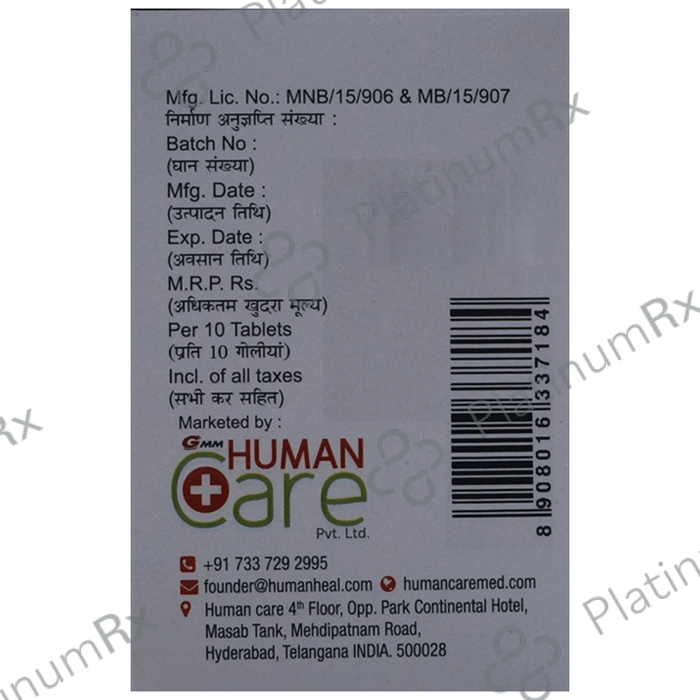 Mfg. Lic. No.: MNB/15/906 & MB/15/907
निर्माण अनुज्ञप्ति संख्या :
Batch No :
(घान संख्या)
Mfg. Date :
(उत्पादन तिथि)
Exp. Date :
(अवसान तिथि)
M.R.P. Rs.
(अधिकतम खुदरा मूल्य)
Per 10 Tablets
(प्रति 10 गोलीयां)
Incl. of all taxes
(सभी कर सहित)
Marketed by :
GMM
HUMAN
Care
Pvt. Ltd.
+91 733 729 2995
founder@humanheal.com humancaremed.com
Human care 4th Floor, Opp. Park Continental Hotel,
Masab Tank, Mehdipatnam Road,
Hyderabad, Telangana INDIA. 500028
8 908016 337184
PlatinumRx
PlatinumRx
PlatinumRx